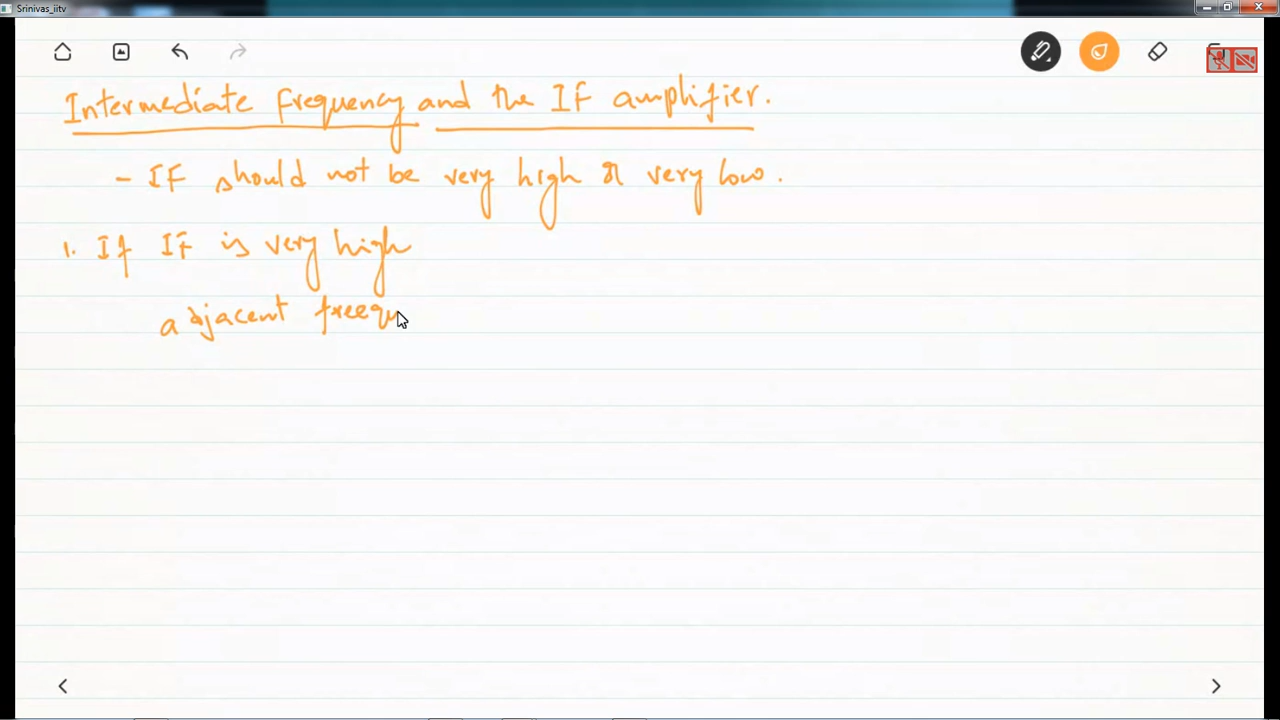 Srinivas_iitv
Intermediate frequency and the IF amplifier.
- IF should not be very high or very low.
1. If IF is very high
adjacent freequ